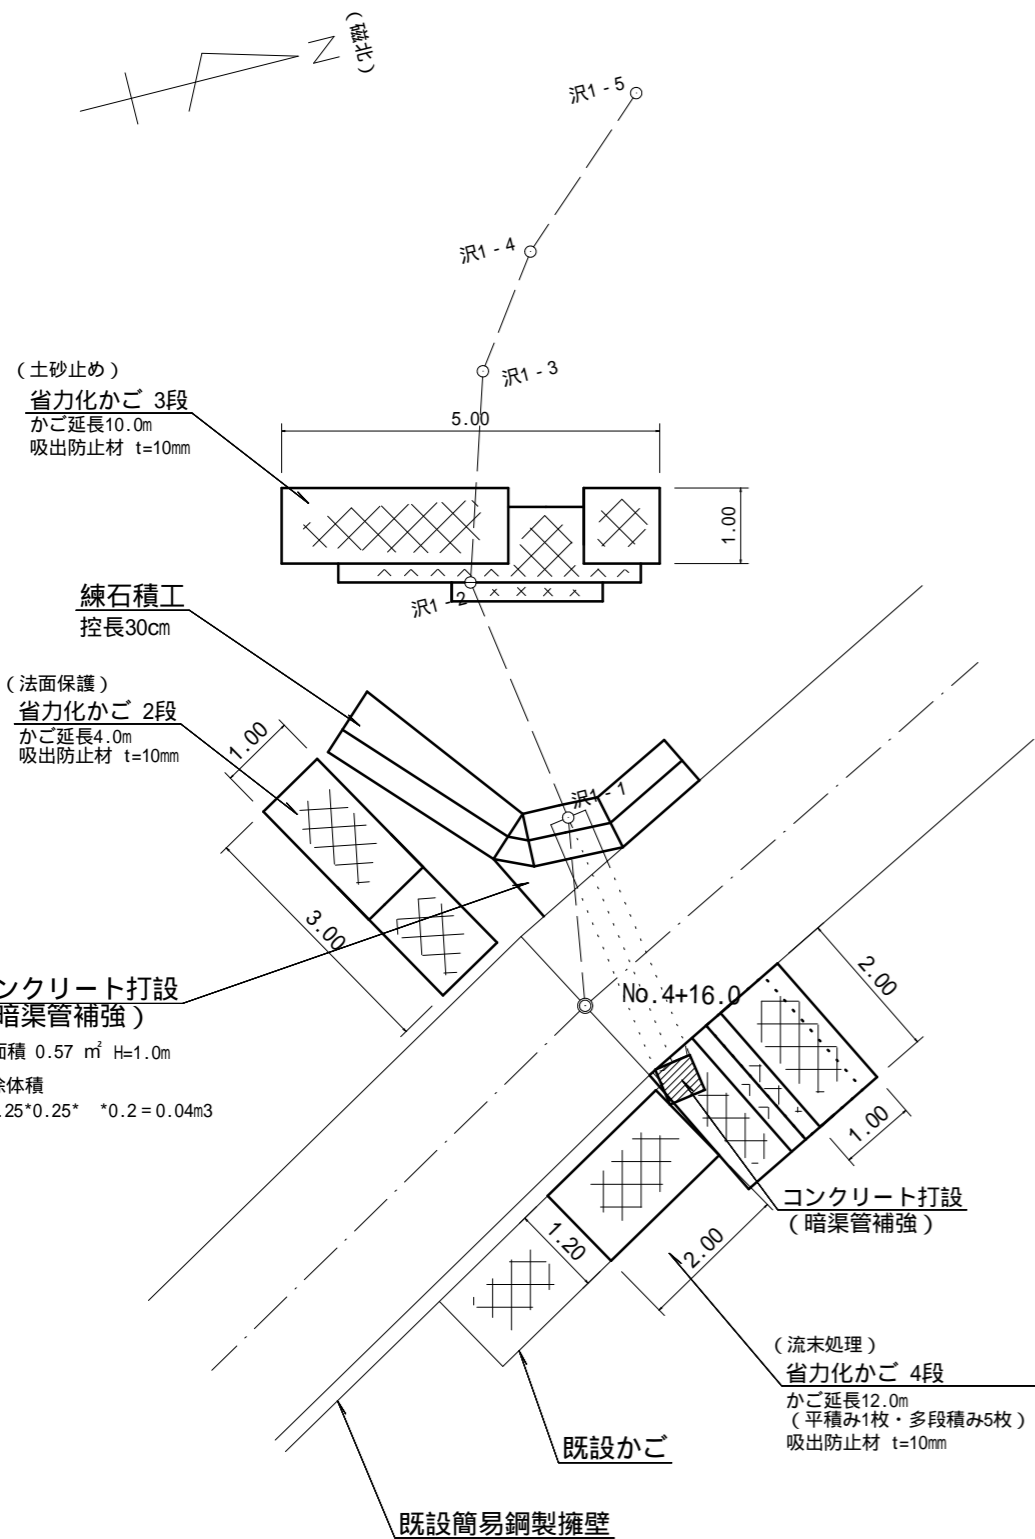 N
(磁北)
沢1-5
沢1-4
沢1-3
(土砂止め)
省力化かご 3段
かご延長10.0m
吸出防止材 t=10mm
5.00
1.00
沢1-2
練石積工
控長30cm
(法面保護)
省力化かご 2段
かご延長4.0m
吸出防止材 t=10mm
1.00
沢1-1
3.00
No.4+16.0
2.00
ンクリート打設
暗渠管補強)
面積 0.57 ㎡ H=1.0m
除体積
.25*0.25* *0.2=0.04m3
1.00
コンクリート打設
(暗渠管補強)
1.20
2.00
(流末処理)
省力化かご 4段
かご延長12.0m
(平積み1枚・多段積み5枚)
吸出防止材 t=10mm
既設かご
既設簡易鋼製擁壁